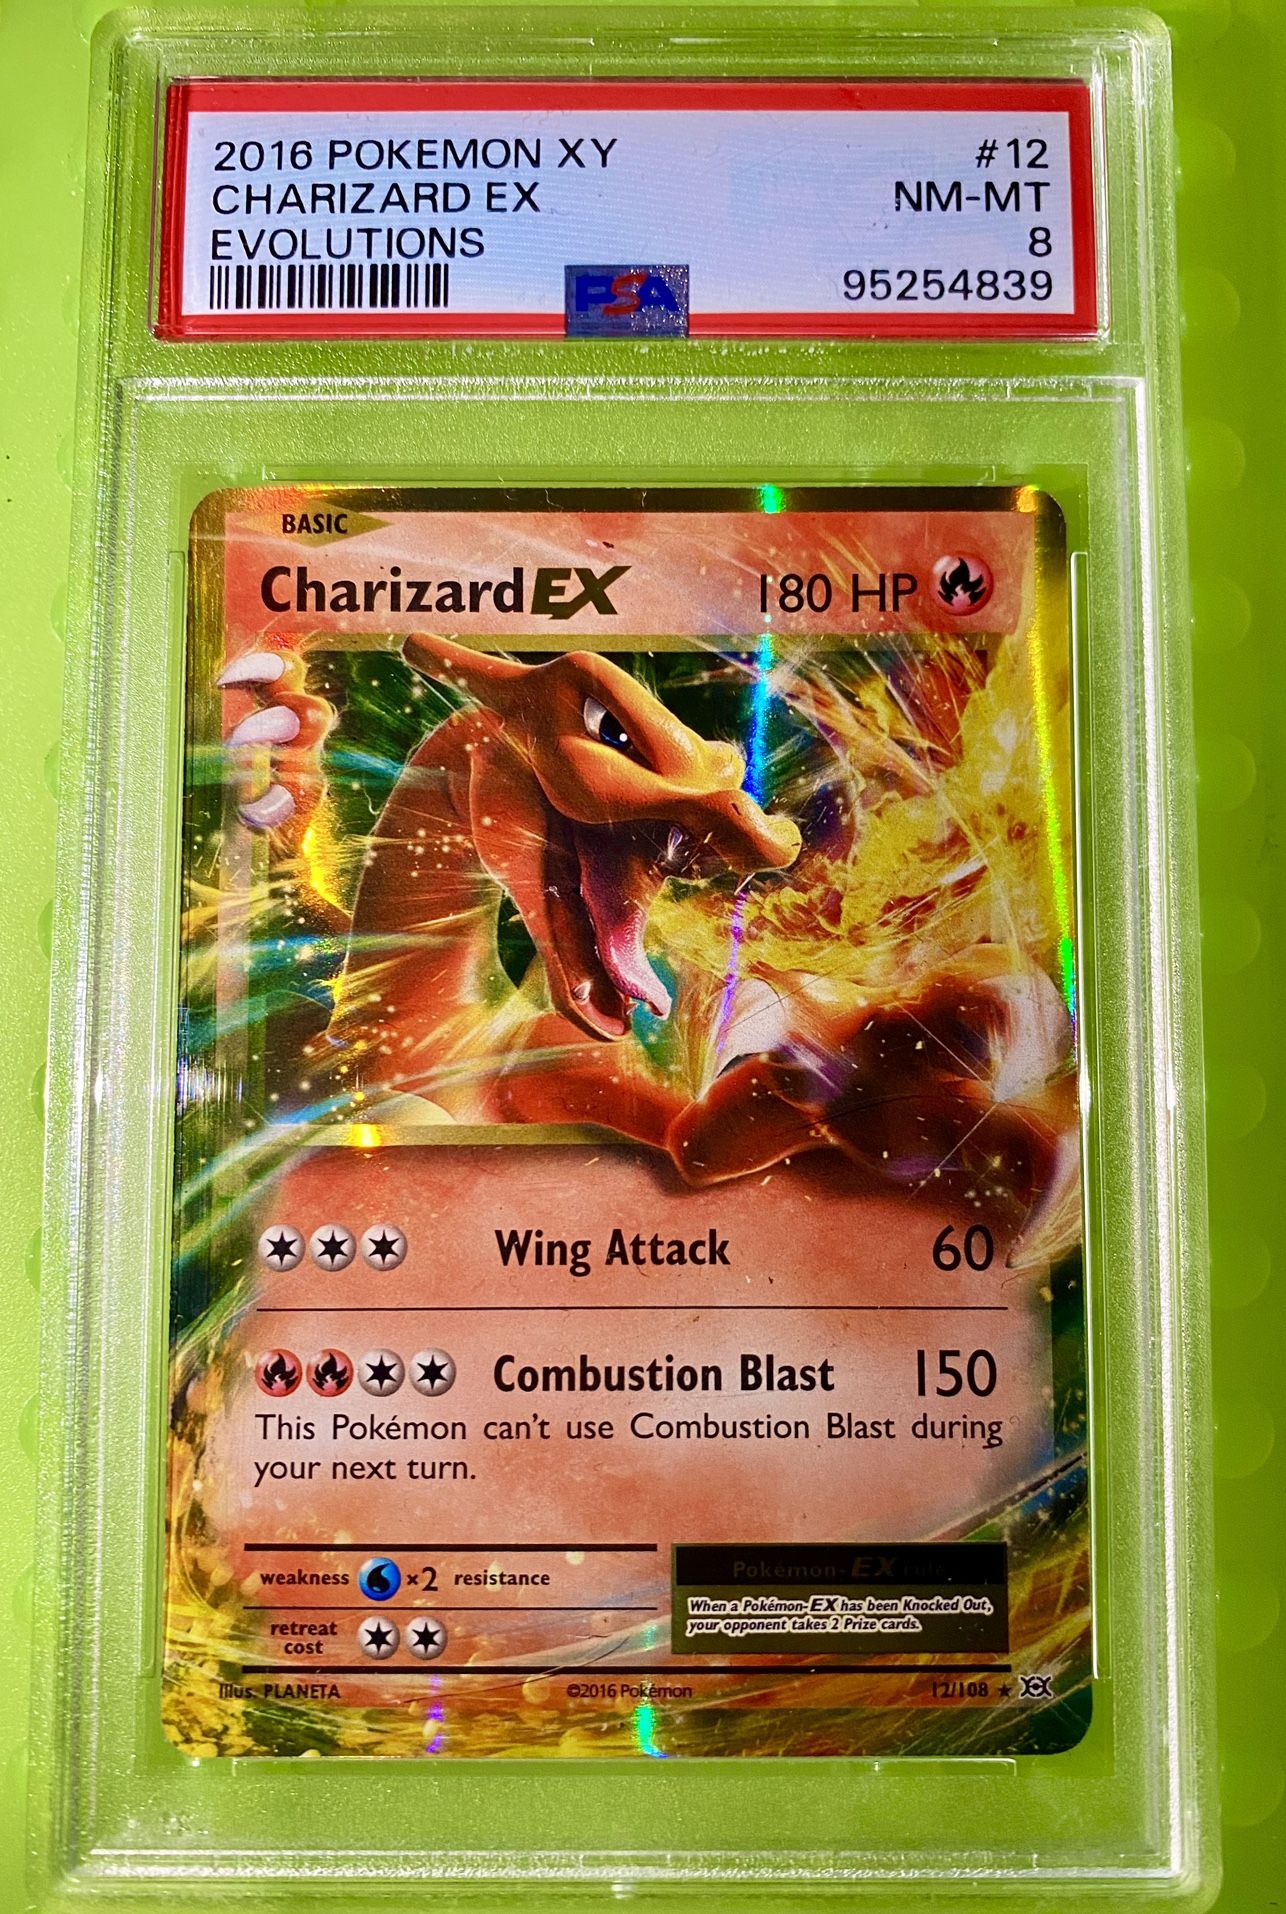 2016 POKEMON XY #12
CHARIZARD EX NM-MT
EVOLUTIONS 8
PSA 95254839
BASIC
Charizard EX 180 HP
Wing Attack 60
Combustion Blast 150
This Pokémon can't use Combustion Blast during
your next turn.
weakness ×2 resistance
retreat
cost
Pokémon-EX rule
When a Pokémon-EX has been Knocked Out,
your opponent takes 2 Prize cards.
Illus. PLANETA ©2016 Pokémon 12/108